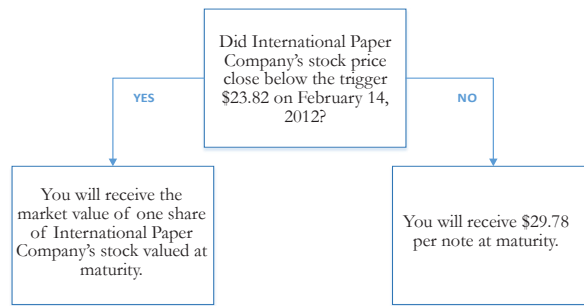 Did International Paper
Company's stock price
close below the trigger
$23.82 on February 14,
2012?
YES
NO
You will receive the
market value of one share
of International Paper
Company's stock valued at
maturity.
You will receive $29.78
per note at maturity.